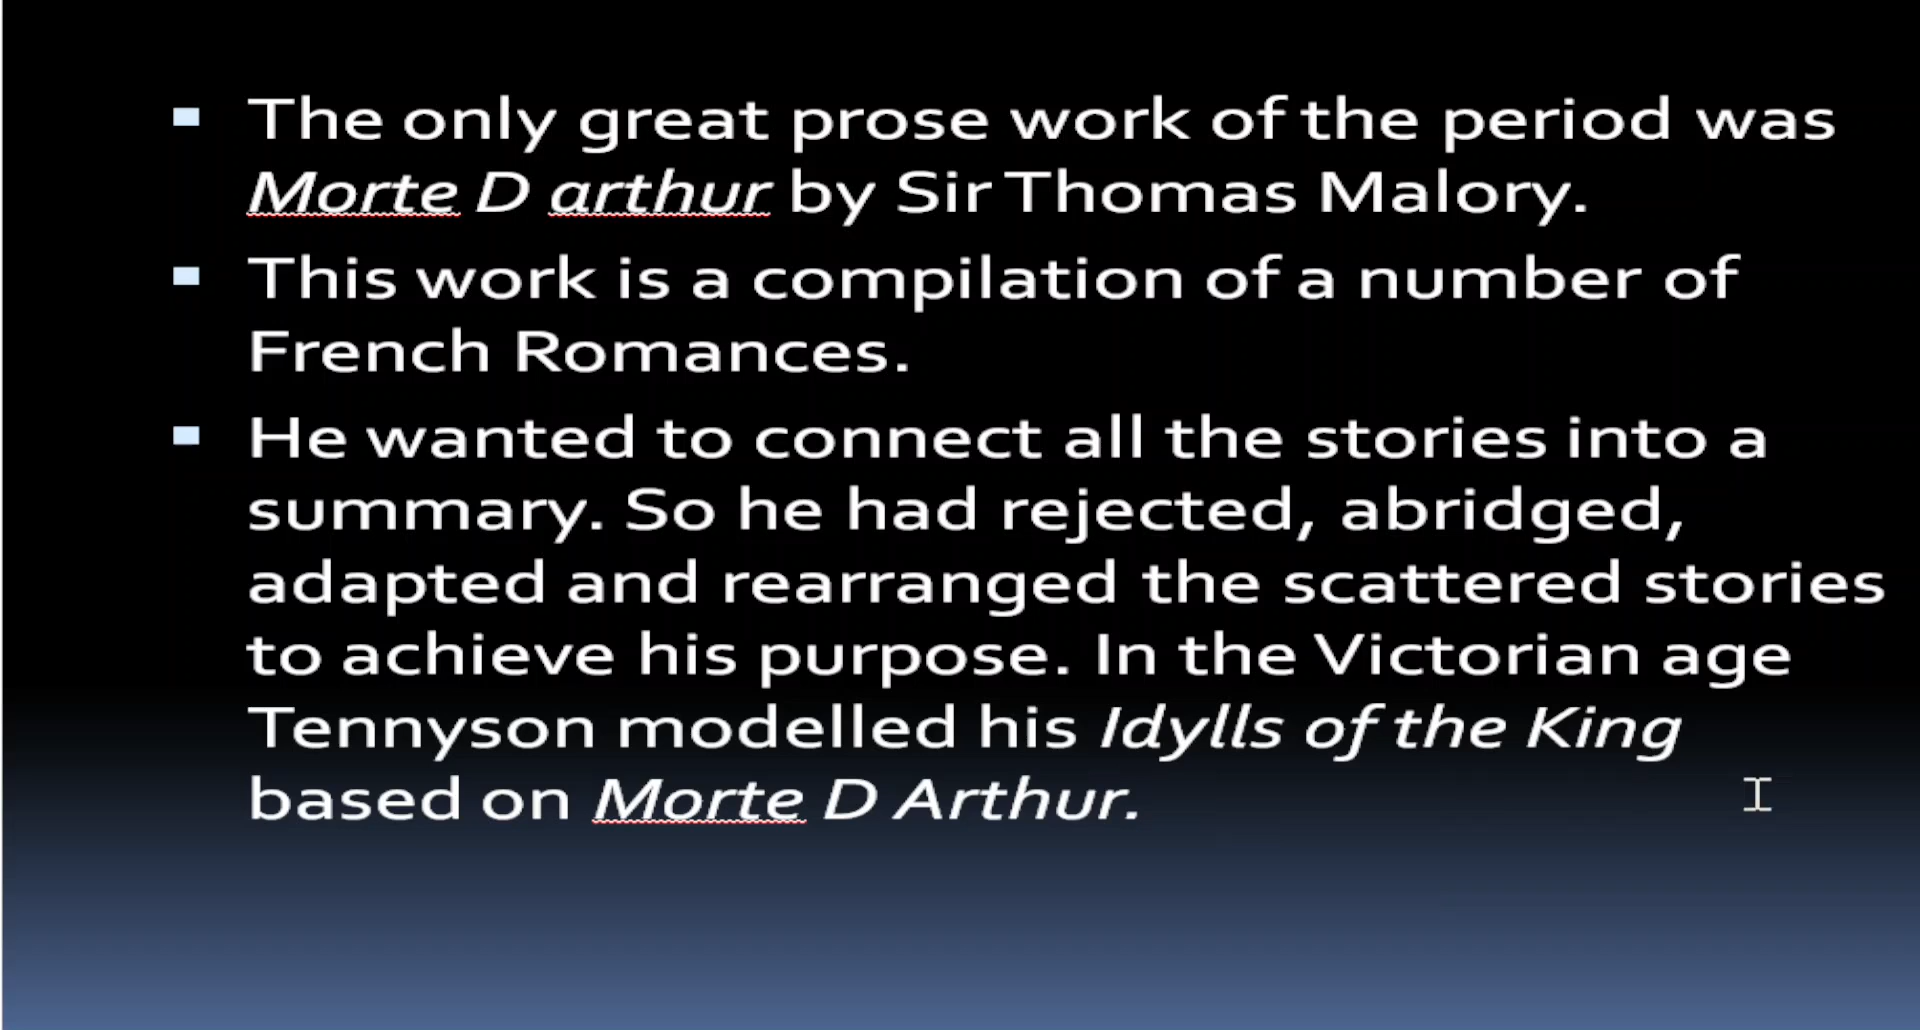 The only great prose work of the period was
Morte D arthur by Sir Thomas Malory.
This work is a compilation of a number of
French Romances.
He wanted to connect all the stories into a
summary. So he had rejected, abridged,
adapted and rearranged the scattered stories
to achieve his purpose. In the Victorian age
Tennyson modelled his Idylls of the King
based on Morte D Arthur.